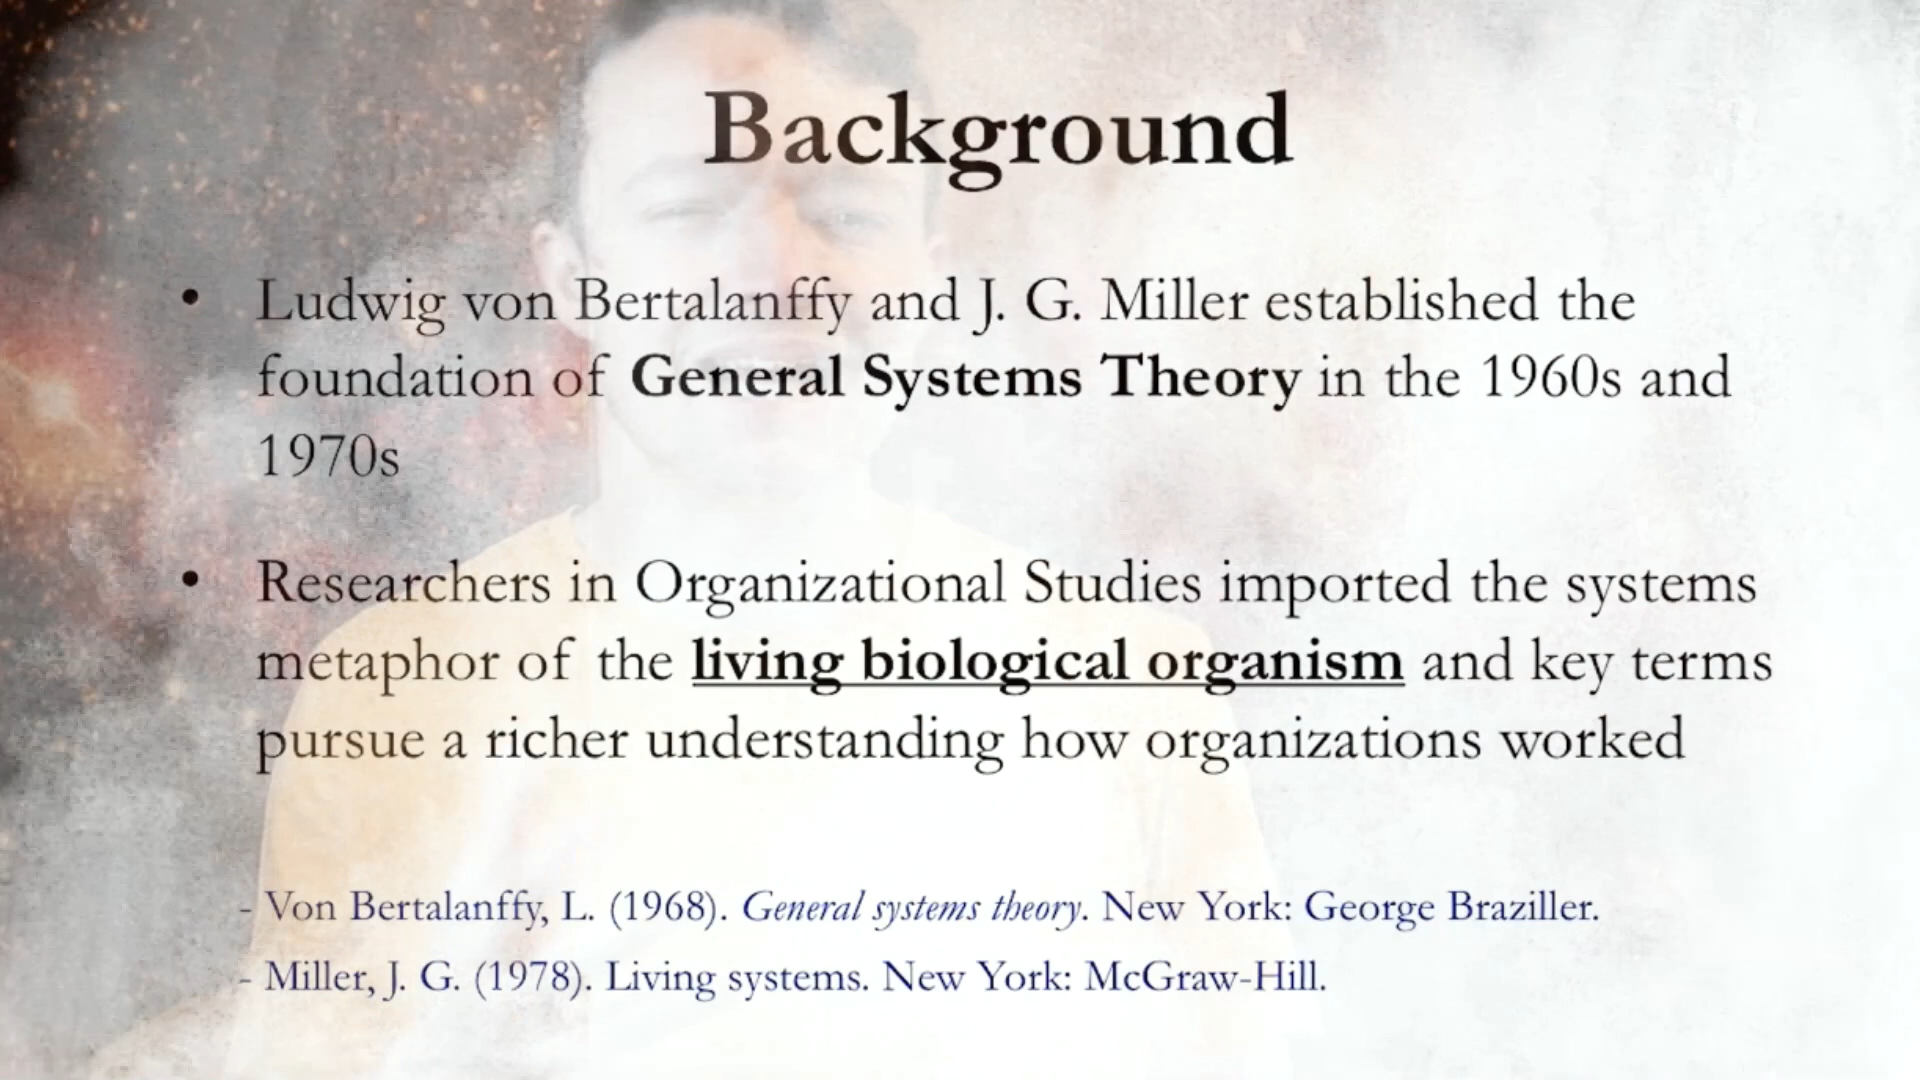 Background
• Ludwig von Bertalanffy and J. G. Miller established the
foundation of General Systems Theory in the 1960s and
1970s
• Researchers in Organizational Studies imported the systems
metaphor of the living biological organism and key terms
pursue a richer understanding how organizations worked
- Von Bertalanffy, L. (1968). General systems theory. New York: George Braziller.
- Miller, J. G. (1978). Living systems. New York: McGraw-Hill.